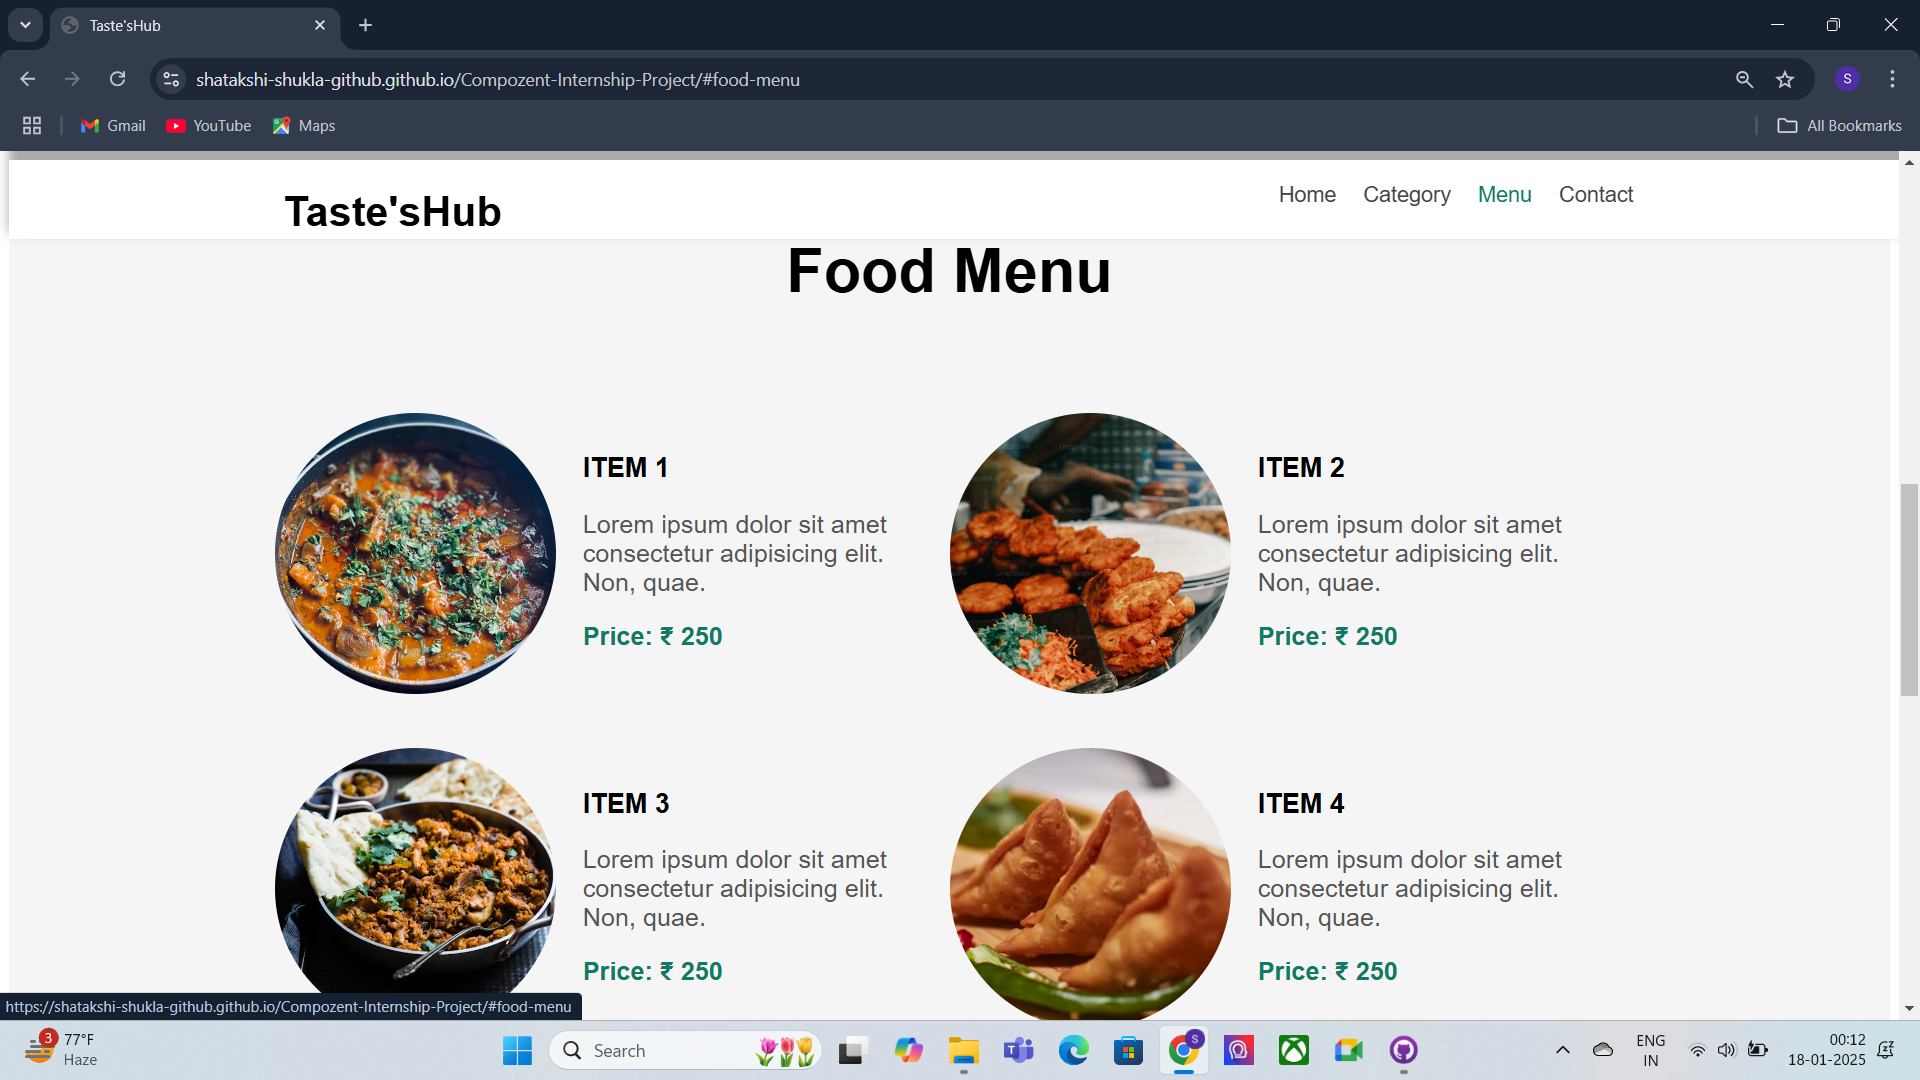 Taste'sHub
shatakshi-shukla-github.github.io/Compozent-Internship-Project/#food-menu
S
Gmail
YouTube
Maps
All Bookmarks
Taste'sHub
Home
Category
Menu
Contact
Food Menu
ITEM 1
Lorem ipsum dolor sit amet
consectetur adipisicing elit.
Non, quae.
Price: ₹ 250
ITEM 2
Lorem ipsum dolor sit amet
consectetur adipisicing elit.
Non, quae.
Price: ₹ 250
ITEM 3
Lorem ipsum dolor sit amet
consectetur adipisicing elit.
Non, quae.
Price: ₹ 250
ITEM 4
Lorem ipsum dolor sit amet
consectetur adipisicing elit.
Non, quae.
Price: ₹ 250
https://shatakshi-shukla-github.github.io/Compozent-Internship-Project/#food-menu
3
77°F
Haze
Search
S
ENG
IN
00:12
18-01-2025